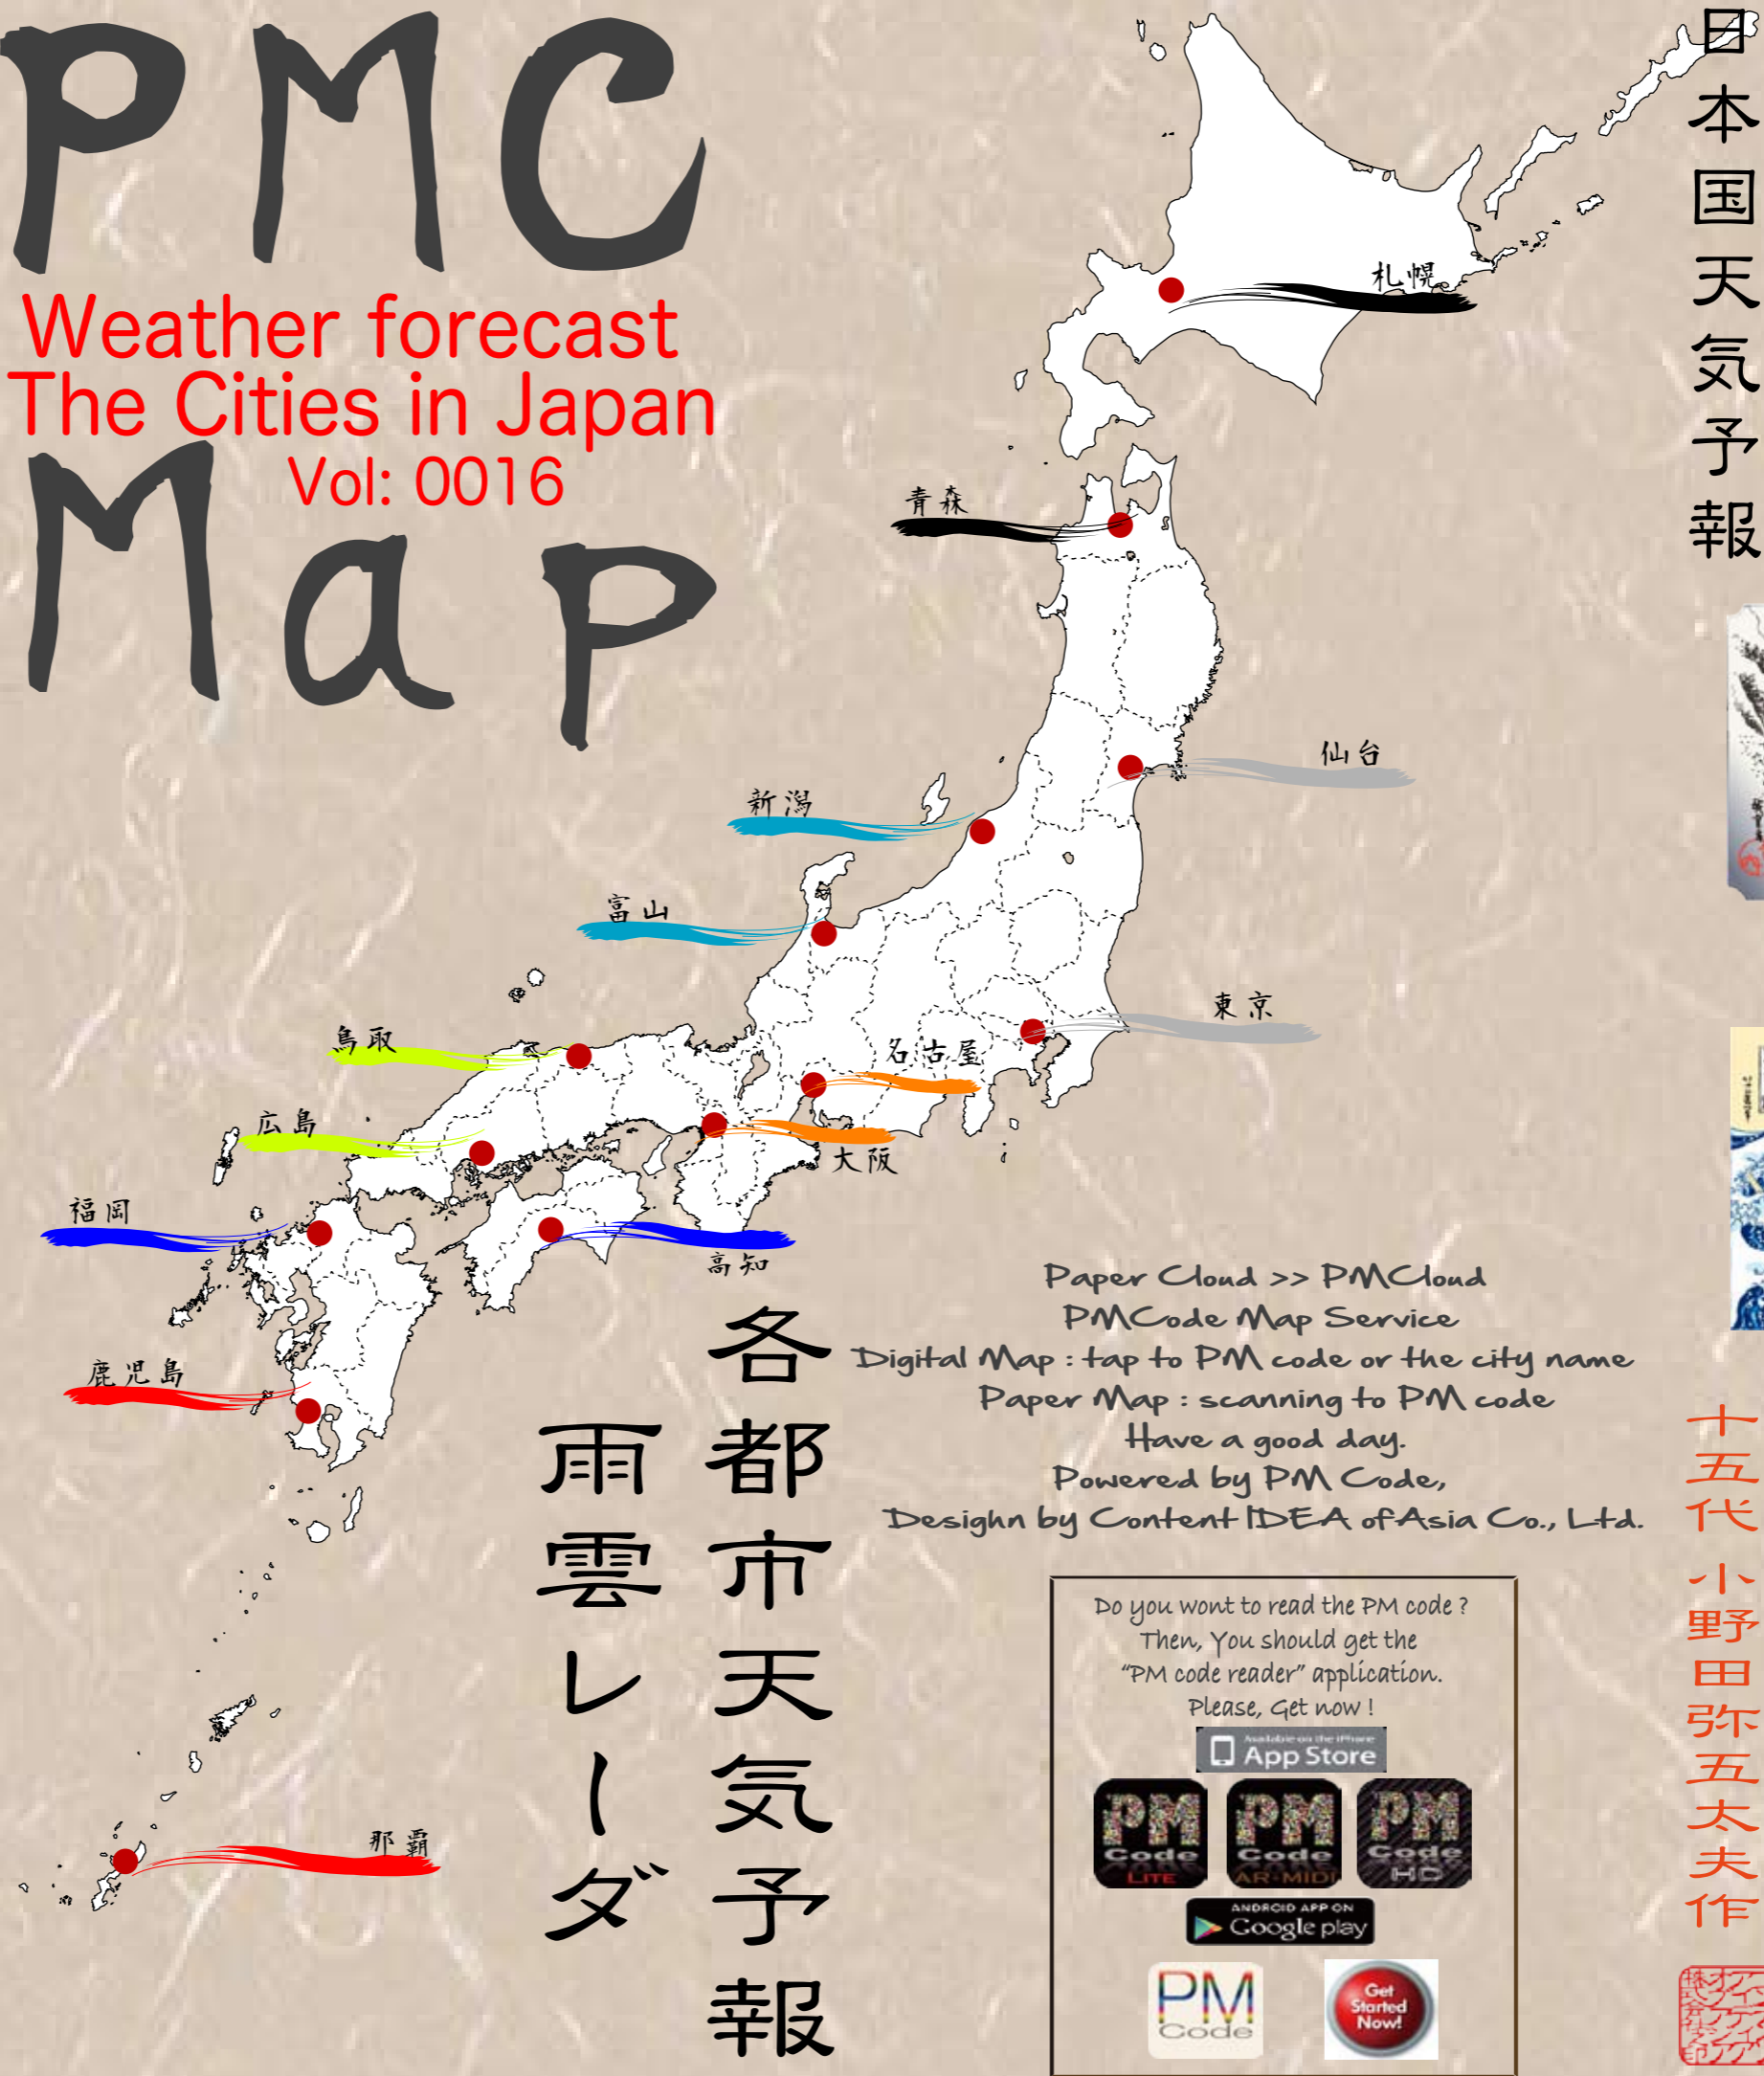 PMC
Weather forecast
The Cities in Japan
Vol: 0016
Map
日本国天気予報
札幌
青森
仙台
新潟
富山
東京
鳥取
名古屋
広島
大阪
福岡
高知
鹿児島
那覇
各都市天気予報
雨雲レーダ
Paper Cloud >> PMCloud
PMCode Map Service
Digital Map : tap to PM code or the city name
Paper Map : scanning to PM code
Have a good day.
Powered by PM Code,
Desighn by Content IDEA of Asia Co., Ltd.
Do you wont to read the PM code ?
Then, You should get the
“PM code reader” application.
Please, Get now !
Available on the iPhone
App Store
PM Code LITE
PM Code AR-MIDI
PM Code HD
ANDROID APP ON
Google play
PM
Code
Get
Started
Now!
十五代 小野田弥五太夫作